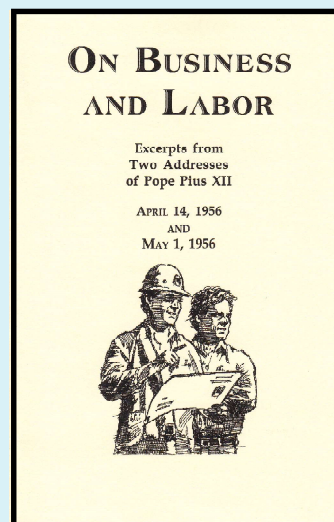 ON BUSINESS
AND LABOR
Excerpts from
Two Addresses
of Pope Pius XII
APRIL 14, 1956
AND
MAY 1, 1956